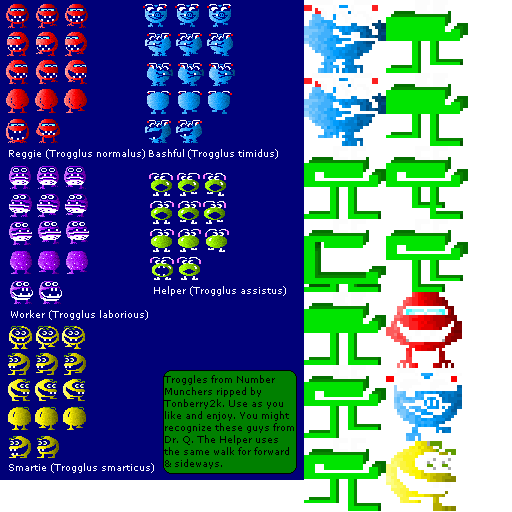 Reggie (Trogglus normalus)
Bashful (Trogglus timidus)
Helper (Trogglus assistus)
Worker (Trogglus laborious)
Troggles from Number
Munchers ripped by
Tonberry2k. Use as you
like and enjoy. You might
recognize these guys from
Dr. Q. The Helper uses
the same walk for forward
& sideways.
Smartie (Trogglus smarticus)